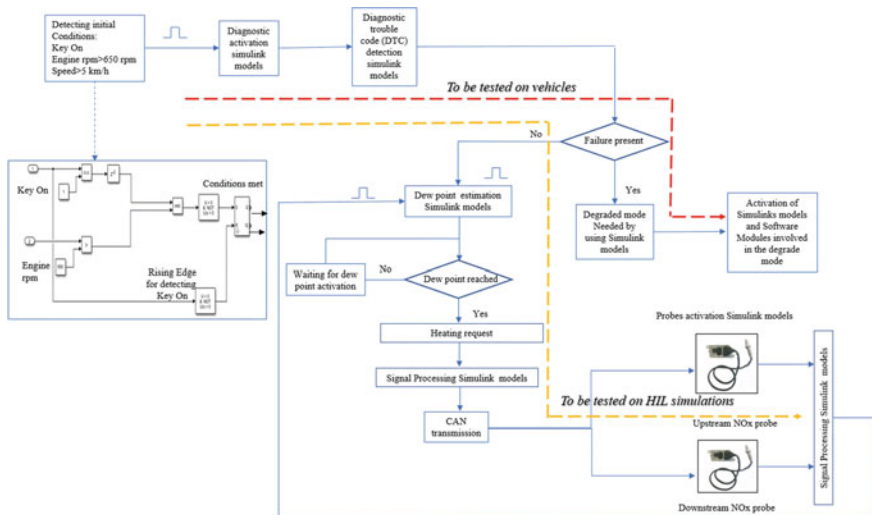 Detecting initial
Conditions:
Key On
Engine rpm>650 rpm
Speed>5 km/h
Diagnostic
activation
simulink
models
Diagnostic
trouble
code (DTC)
detection
simulink
models
To be tested on vehicles
No
Failure present
Yes
Key On
Conditions met
Engine
rpm
Rising Edge
for detecting
Key On
Dew point estimation
Simulink models
Degraded mode
Needed by
using Simulink
models
Activation of
Simulinks models
and Software
Modules involved
in the degrade
mode
Waiting for dew
point activation
No
Dew point reached
Yes
Heating request
Signal Processing Simulink models
CAN
transmission
Probes activation Simulink models
To be tested on HIL simulations
Upstream NOx probe
Downstream NOx probe
Signal Processing Simulink models